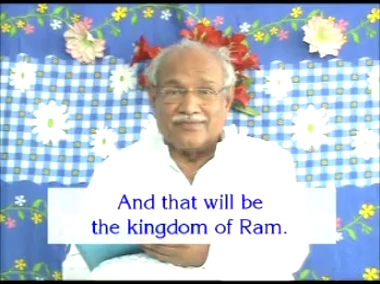 And that will be
the kingdom of Ram.